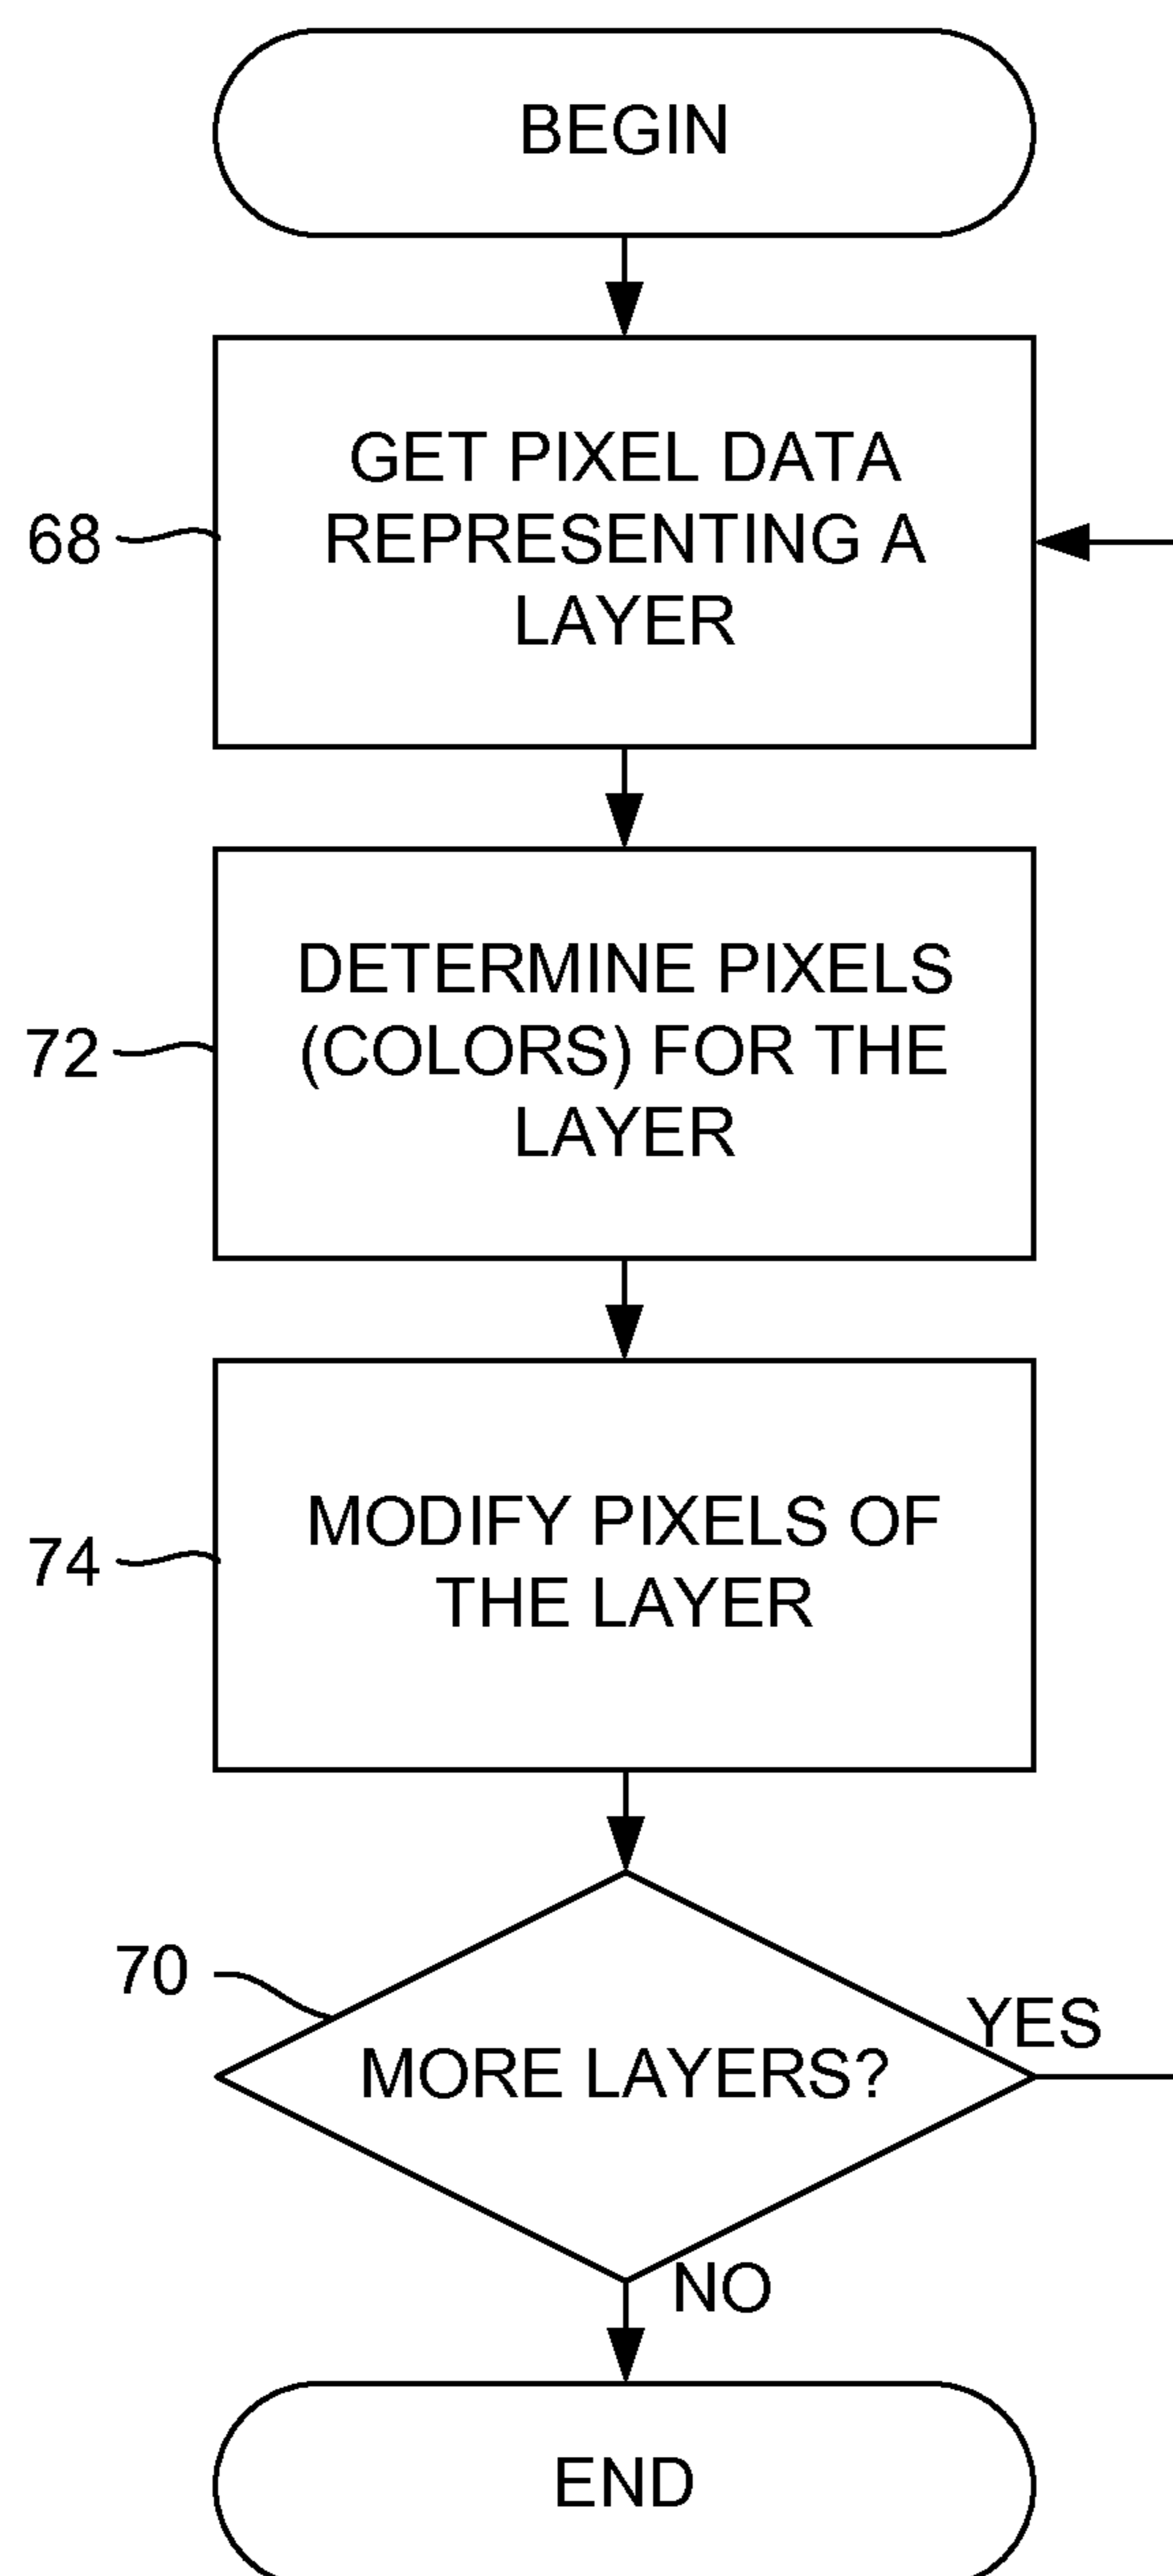 BEGIN
GET PIXEL DATA
REPRESENTING A
LAYER
68
DETERMINE PIXELS
(COLORS) FOR THE
LAYER
72
MODIFY PIXELS OF
THE LAYER
74
70
MORE LAYERS?
YES
NO
END